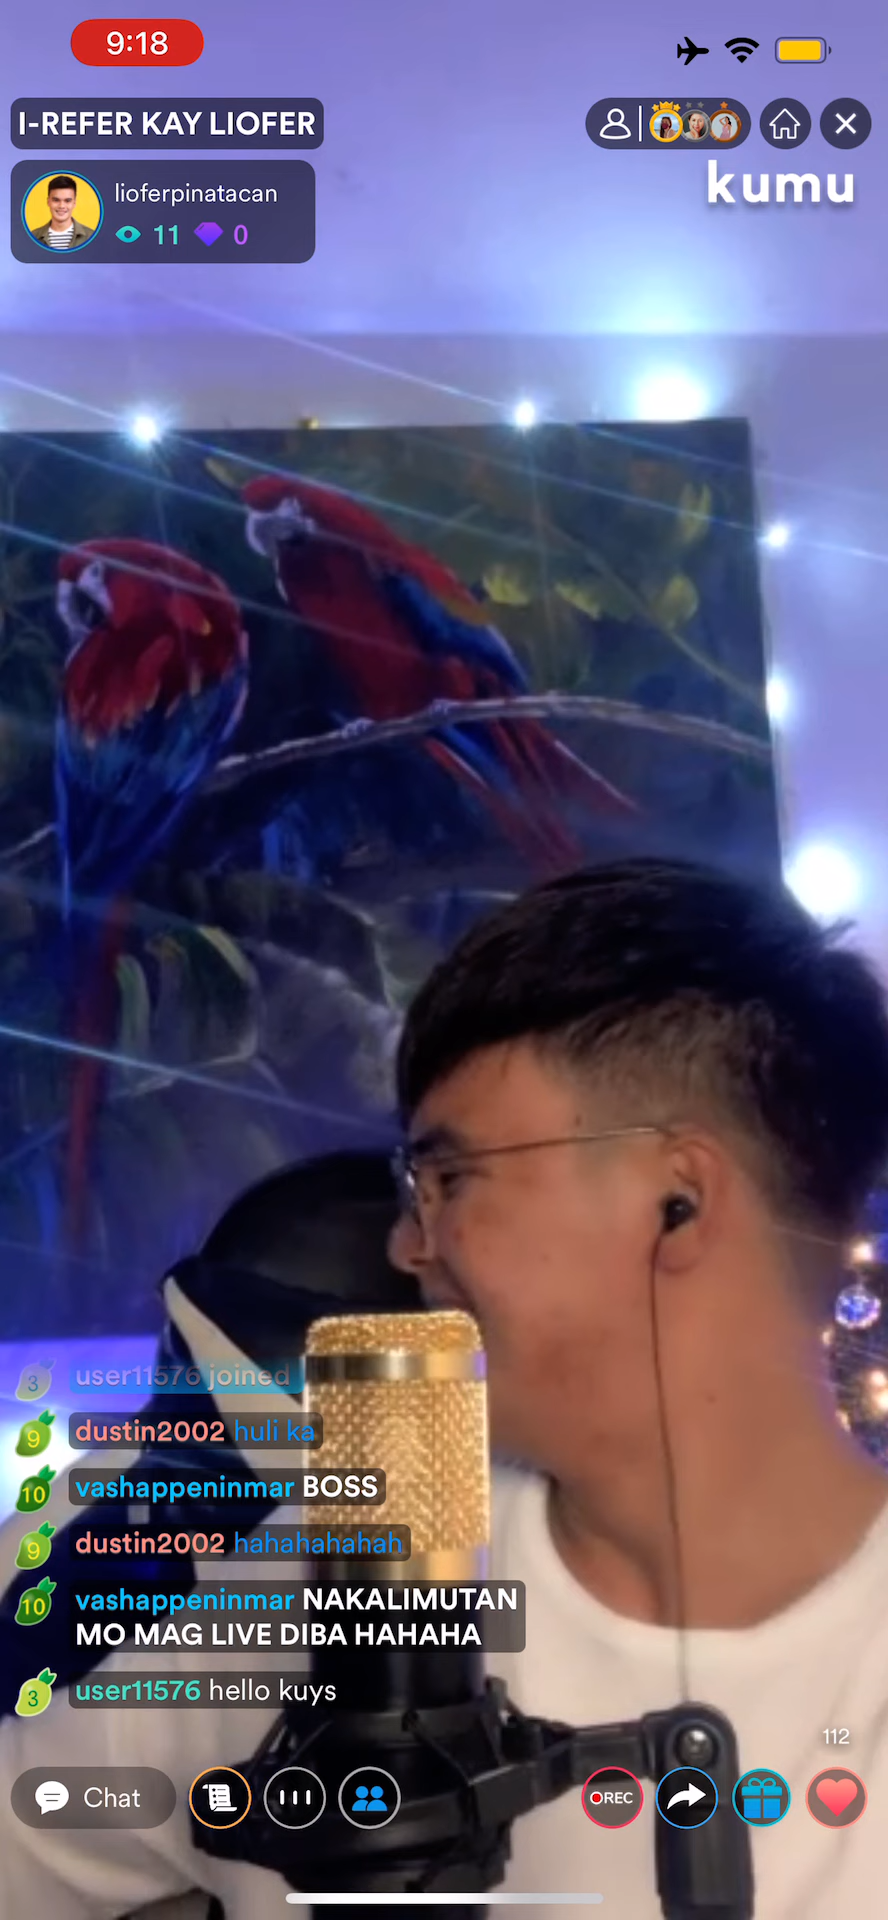 9:18
I-REFER KAY LIOFER
kumu
lioferpinatacan
11 0
3 user11576 joined
9 dustin2002 huli ka
10 vashappeninmar BOSS
9 dustin2002 hahahahahah
10 vashappeninmar NAKALIMUTAN
MO MAG LIVE DIBA HAHAHA
3 user11576 hello kuys
112
Chat
REC